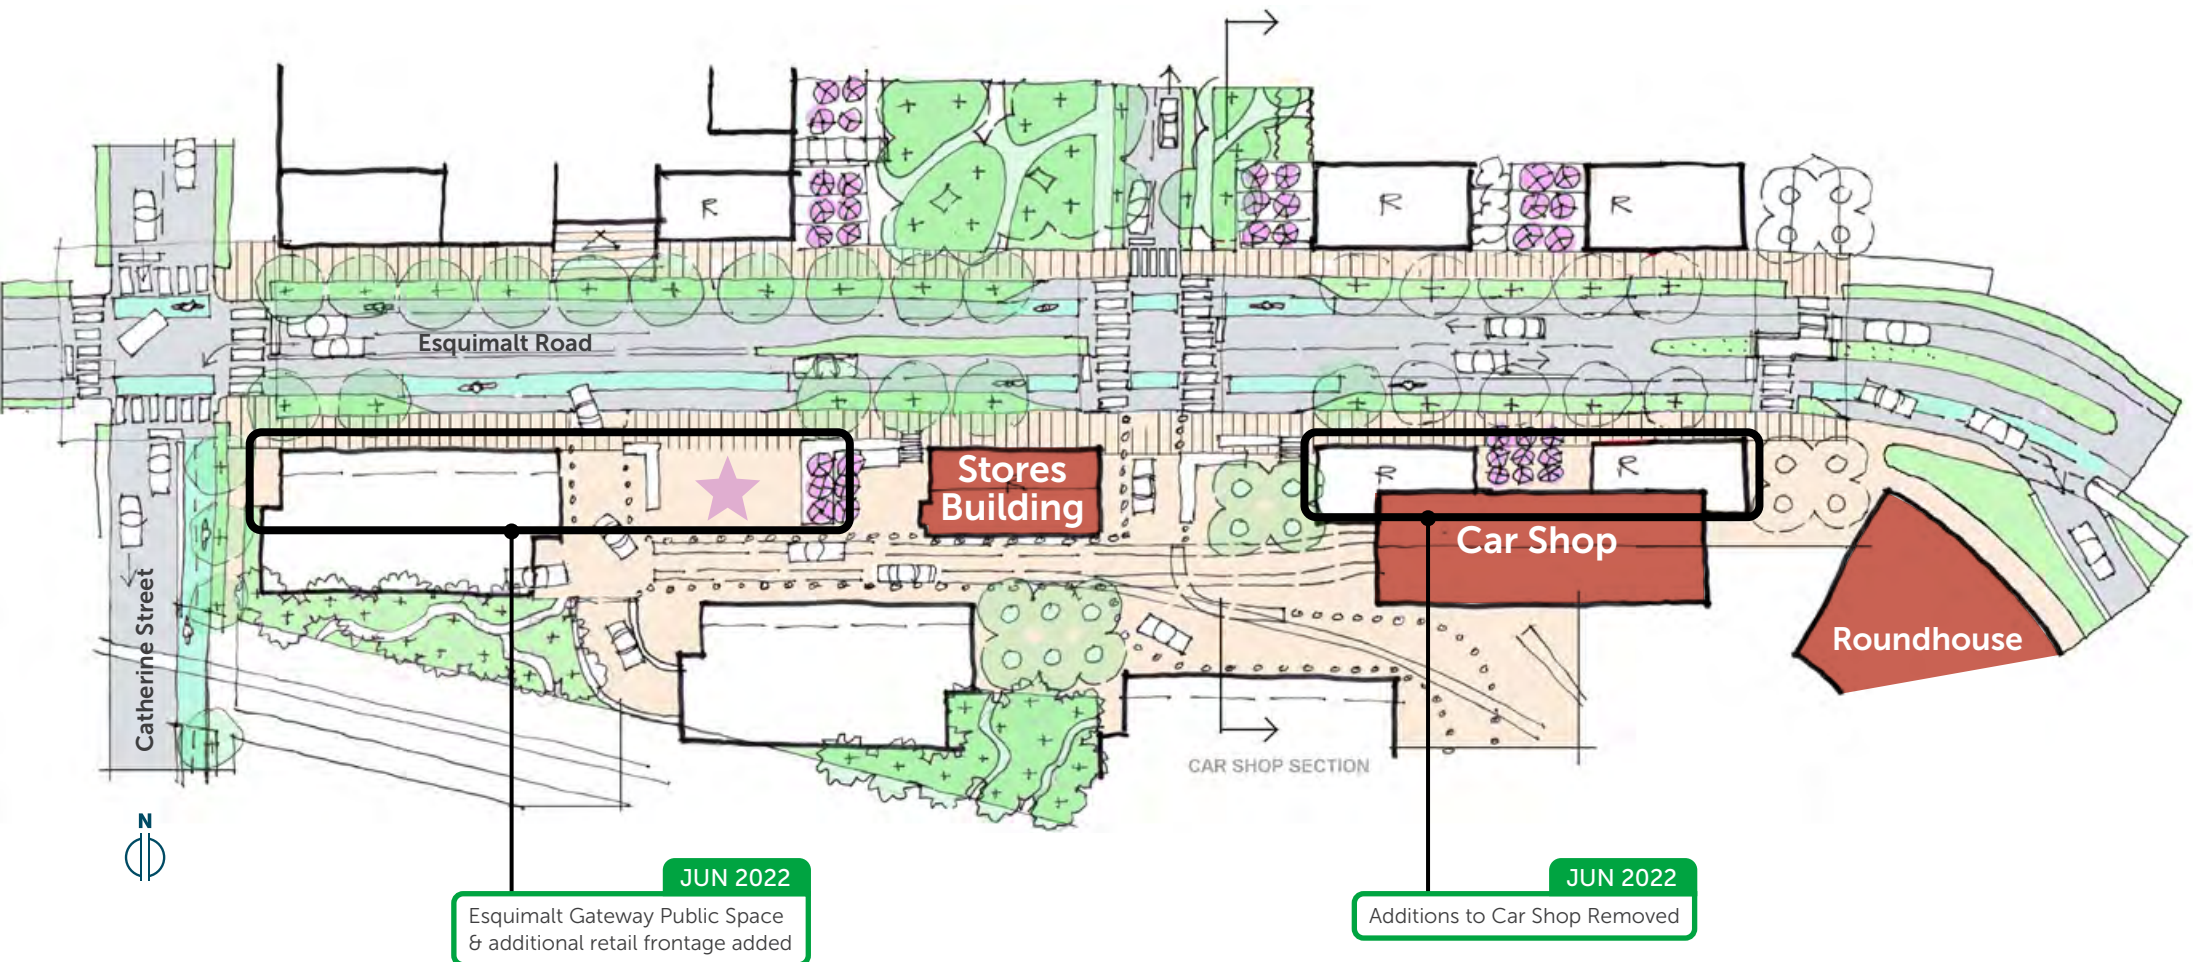 R
R
R
Esquimalt Road
Stores
Building
R
R
Car Shop
Catherine Street
Roundhouse
CAR SHOP SECTION
N
JUN 2022
Esquimalt Gateway Public Space
& additional retail frontage added
JUN 2022
Additions to Car Shop Removed